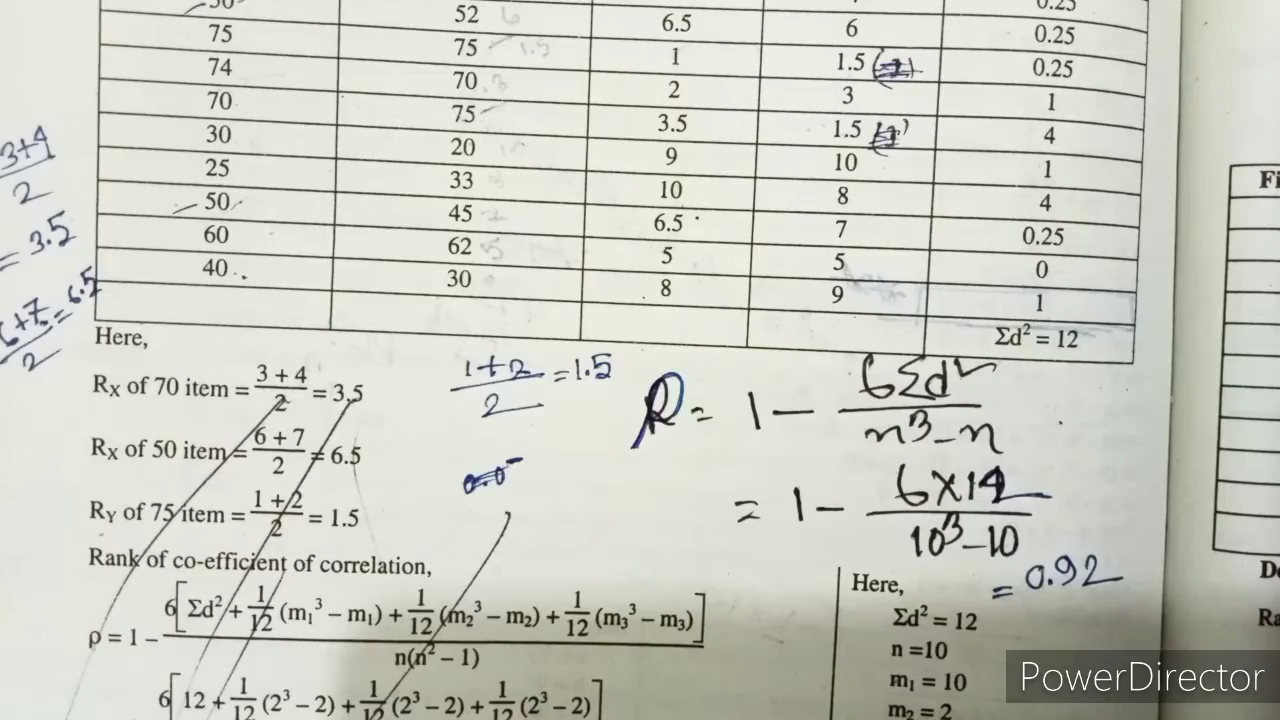 50 52 6.5 6 0.25
75 75 1 1.5 0.25
74 70 2 3 1
70 75 3.5 1.5 4
30 20 9 10 1
25 33 10 8 4
50 45 6.5 7 0.25
60 62 5 5 0
40 30 8 9 1
Σd² = 12
3+4/2
= 3.5
6+7/2 = 6.5
Here,
R_X of 70 item = 3 + 4/2 = 3.5
1+2/2 = 1.5
R_X of 50 item = 6 + 7/2 = 6.5
R_Y of 75 item = 1 + 2/2 = 1.5
R = 1 - 6Σd²/n³-n
= 1 - 6×12/10³-10
= 0.92
Rank of co-efficient of correlation,
ρ = 1 - 6[Σd² + 1/12 (m₁³ - m₁) + 1/12 (m₂³ - m₂) + 1/12 (m₃³ - m₃)]/n(n² - 1)
6[12 + 1/12 (2³ - 2) + 1/12 (2³ - 2) + 1/12 (2³ - 2)]
Here,
Σd² = 12
n =10
m₁ = 10
m₂ = 2
PowerDirector